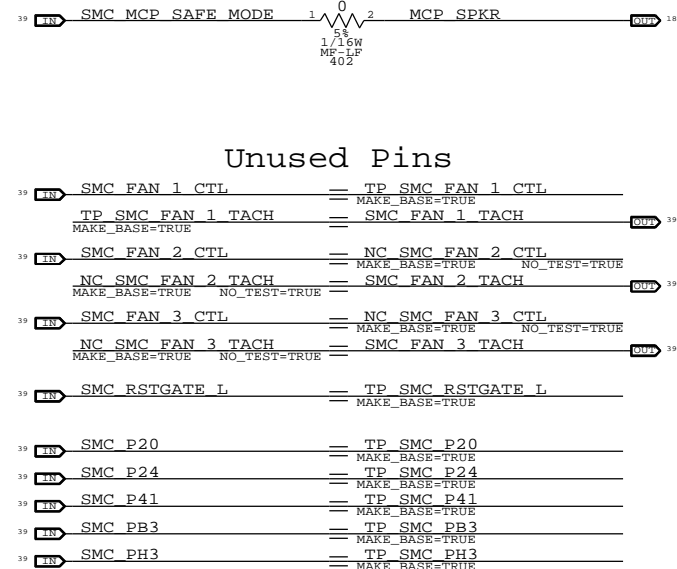 0
39 IN SMC_MCP_SAFE_MODE 1 2 MCP_SPKR OUT 18
5%
1/16W
MF-LF
402
Unused Pins
39 IN SMC_FAN_1_CTL TP_SMC_FAN_1_CTL
MAKE_BASE=TRUE
TP_SMC_FAN_1_TACH SMC_FAN_1_TACH OUT 39
MAKE_BASE=TRUE
39 IN SMC_FAN_2_CTL NC_SMC_FAN_2_CTL
MAKE_BASE=TRUE NO_TEST=TRUE
NC_SMC_FAN_2_TACH SMC_FAN_2_TACH OUT 39
MAKE_BASE=TRUE NO_TEST=TRUE
39 IN SMC_FAN_3_CTL NC_SMC_FAN_3_CTL
MAKE_BASE=TRUE NO_TEST=TRUE
NC_SMC_FAN_3_TACH SMC_FAN_3_TACH OUT 39
MAKE_BASE=TRUE NO_TEST=TRUE
39 IN SMC_RSTGATE_L TP_SMC_RSTGATE_L
MAKE_BASE=TRUE
39 IN SMC_P20 TP_SMC_P20
MAKE_BASE=TRUE
39 IN SMC_P24 TP_SMC_P24
MAKE_BASE=TRUE
39 IN SMC_P41 TP_SMC_P41
MAKE_BASE=TRUE
39 IN SMC_PB3 TP_SMC_PB3
MAKE_BASE=TRUE
39 IN SMC_PH3 TP_SMC_PH3
MAKE_BASE=TRUE